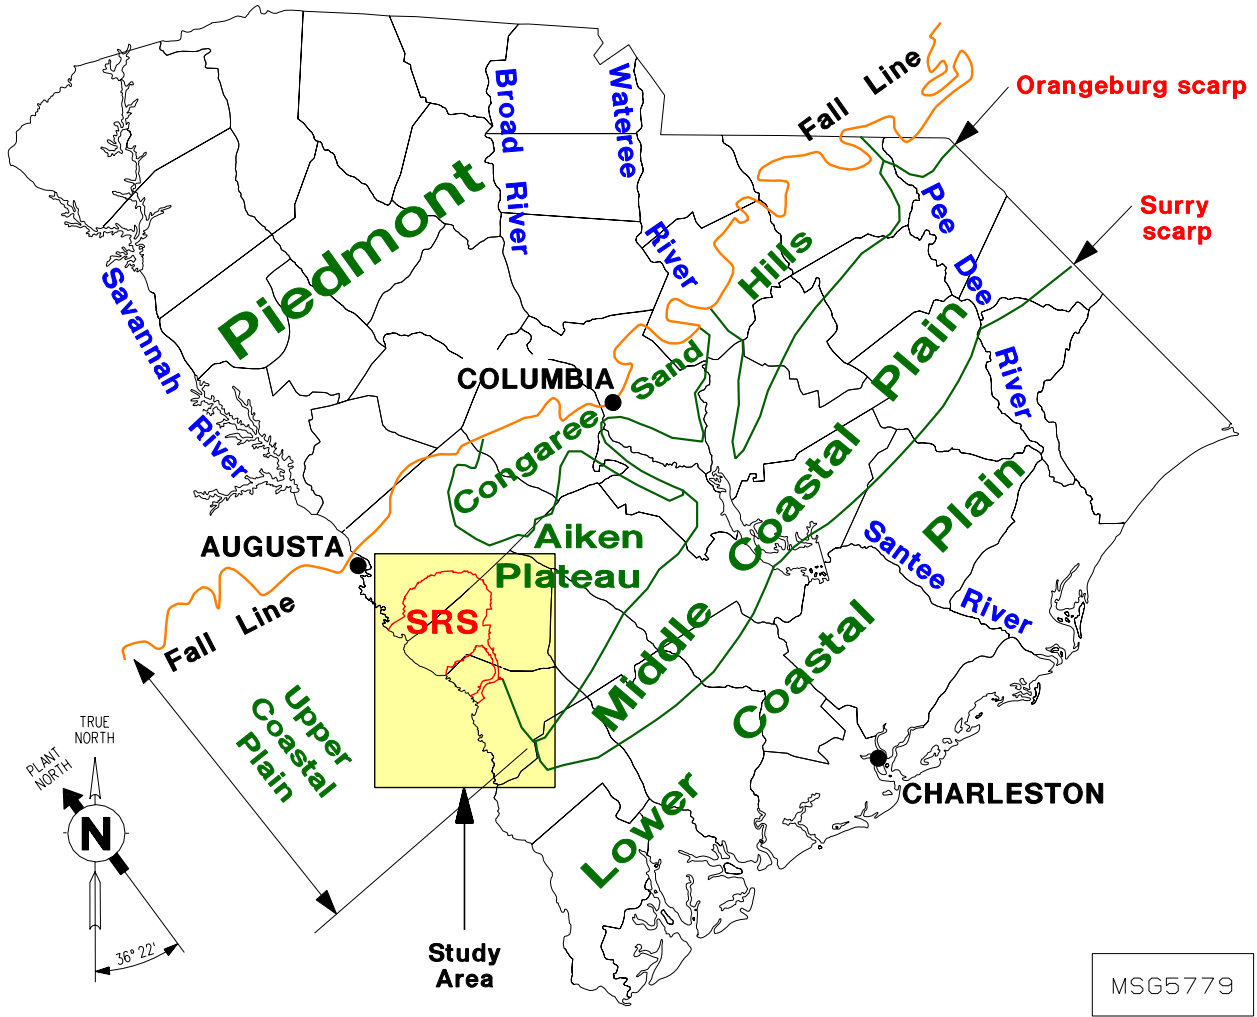 Orangeburg scarp
Fall Line
Broad River
Wateree River
Surry
scarp
Pee Dee River
Piedmont
Savannah River
Sand Hills
COLUMBIA
Congaree
AUGUSTA
Aiken
Plateau
SRS
Middle Coastal Plain
Santee River
Lower Coastal Plain
Fall Line
Upper
Coastal
Plain
CHARLESTON
TRUE
NORTH
PLANT
NORTH
N
36° 22'
Study
Area
MSG5779